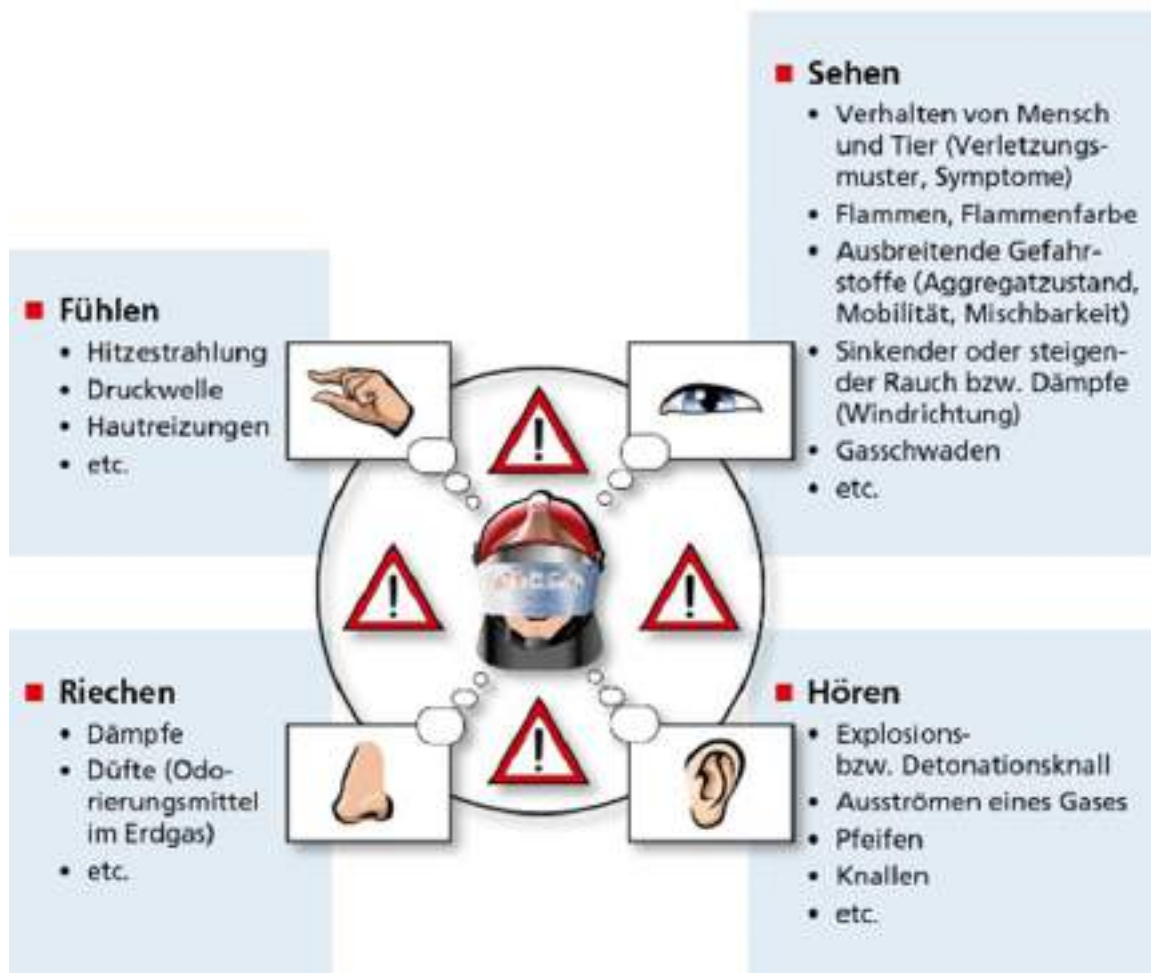 ■ Fühlen
• Hitzestrahlung
• Druckwelle
• Hautreizungen
• etc.
■ Sehen
• Verhalten von Mensch
und Tier (Verletzungs-
muster, Symptome)
• Flammen, Flammenfarbe
• Ausbreitende Gefahr-
stoffe (Aggregatzustand,
Mobilität, Mischbarkeit)
• Sinkender oder steigen-
der Rauch bzw. Dämpfe
(Windrichtung)
• Gasschwaden
• etc.
!
!
!
!
■ Riechen
• Dämpfe
• Düfte (Odo-
rierungsmittel
im Erdgas)
• etc.
■ Hören
• Explosions-
bzw. Detonationsknall
• Ausströmen eines Gases
• Pfeifen
• Knallen
• etc.